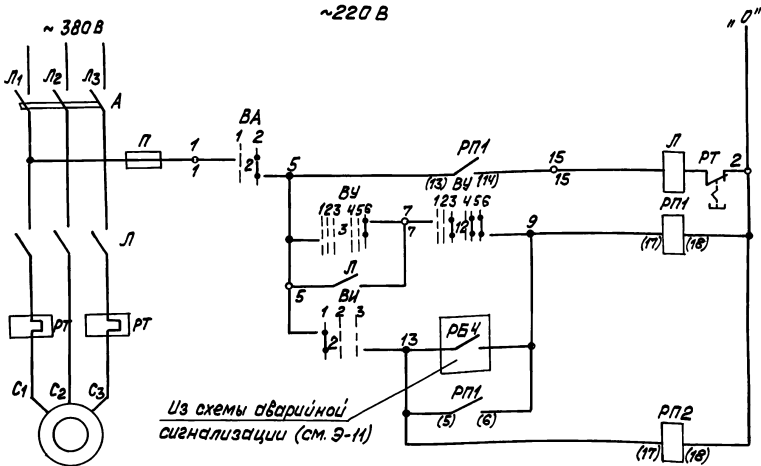 ~220 В
~ 380 В
„О"
Л1 Л2 Л3
А
П
1
1
ВА
1 2
2
5
РП1
(13) (14)
15
15
Л
РТ
2
ВУ
123 456
3
7
7
ВУ
123 456
12
9
РП1
(17) (18)
Л
Л
5
ВИ
1 2 3
2
13
РБ4
РТ
РТ
РП1
(5) (6)
С1 С2 С3
Из схемы аварийной
сигнализации (см. Э-11)
РП2
(17) (18)